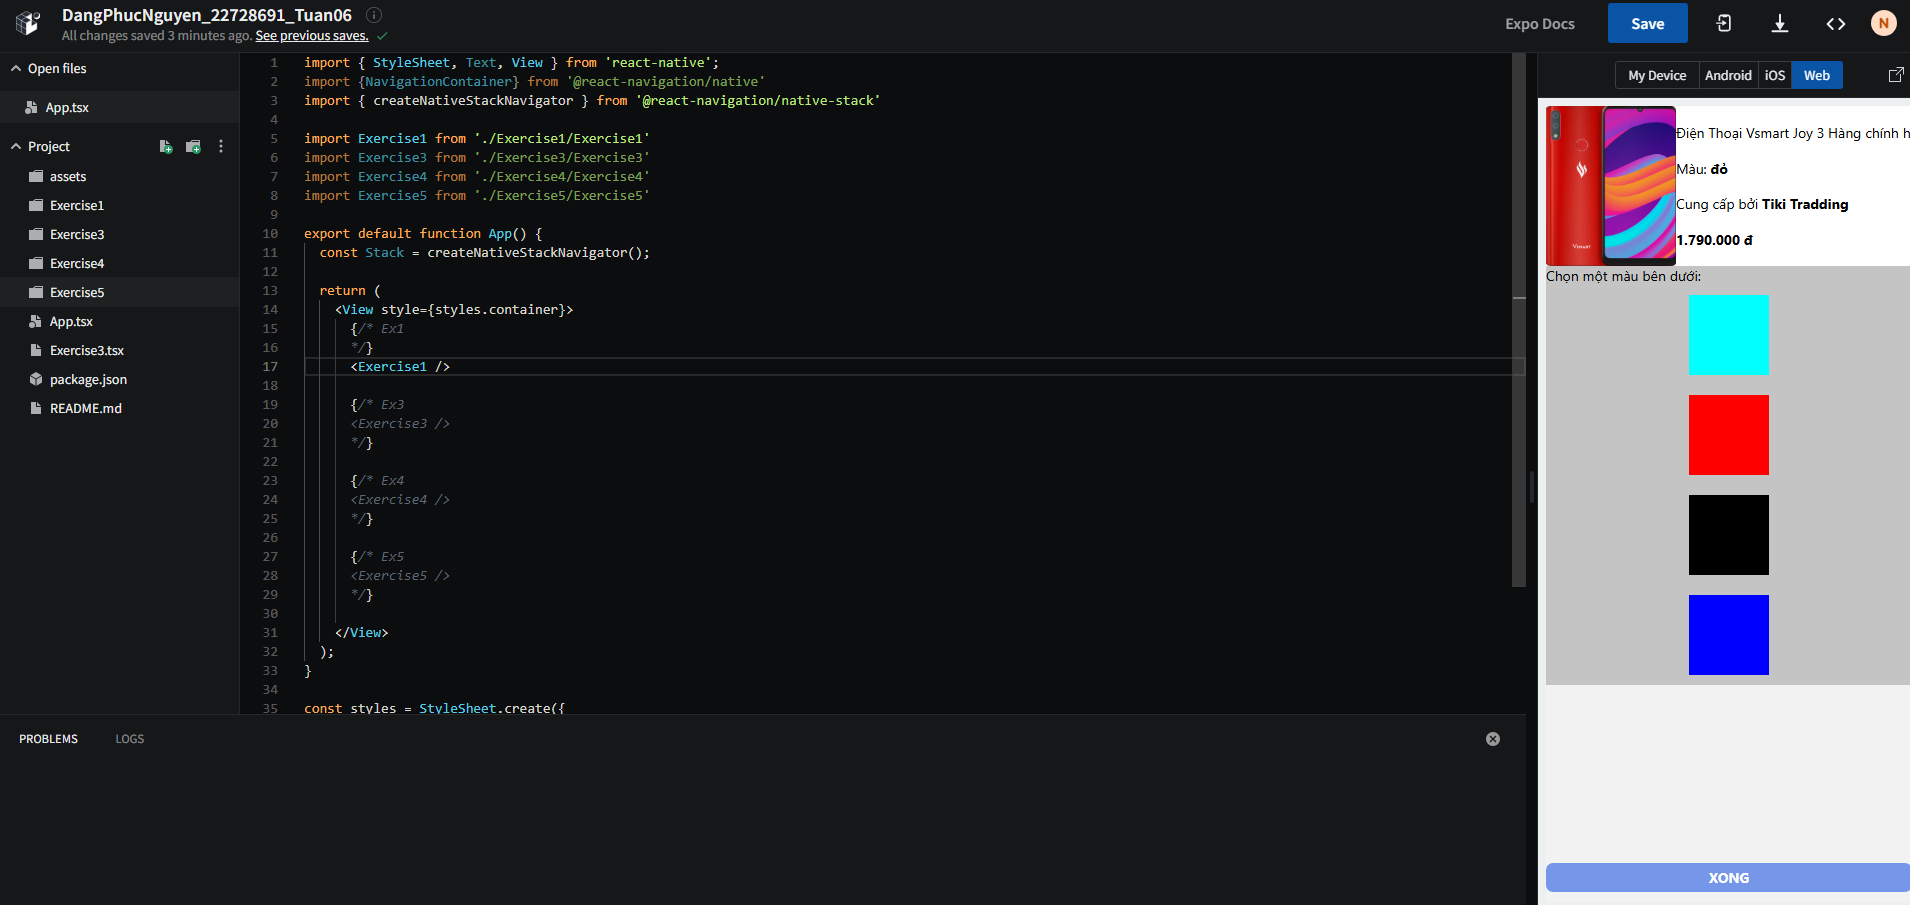 DangPhucNguyen_22728691_Tuan06
All changes saved 3 minutes ago. See previous saves.
Expo Docs
Save
N
Open files
App.tsx
Project
assets
Exercise1
Exercise3
Exercise4
Exercise5
App.tsx
Exercise3.tsx
package.json
README.md
1 import { StyleSheet, Text, View } from 'react-native';
2 import {NavigationContainer} from '@react-navigation/native'
3 import { createNativeStackNavigator } from '@react-navigation/native-stack'
4
5 import Exercise1 from './Exercise1/Exercise1'
6 import Exercise3 from './Exercise3/Exercise3'
7 import Exercise4 from './Exercise4/Exercise4'
8 import Exercise5 from './Exercise5/Exercise5'
9
10 export default function App() {
11 const Stack = createNativeStackNavigator();
12
13 return (
14 <View style={styles.container}>
15 {/* Ex1
16 */}
17 <Exercise1 />
18
19 {/* Ex3
20 <Exercise3 />
21 */}
22
23 {/* Ex4
24 <Exercise4 />
25 */}
26
27 {/* Ex5
28 <Exercise5 />
29 */}
30
31 </View>
32 );
33 }
34
35 const styles = StyleSheet.create({
PROBLEMS
LOGS
My Device
Android
iOS
Web
Vsmart
Điện Thoại Vsmart Joy 3 Hàng chính h
Màu: đỏ
Cung cấp bởi Tiki Tradding
1.790.000 đ
Chọn một màu bên dưới:
XONG